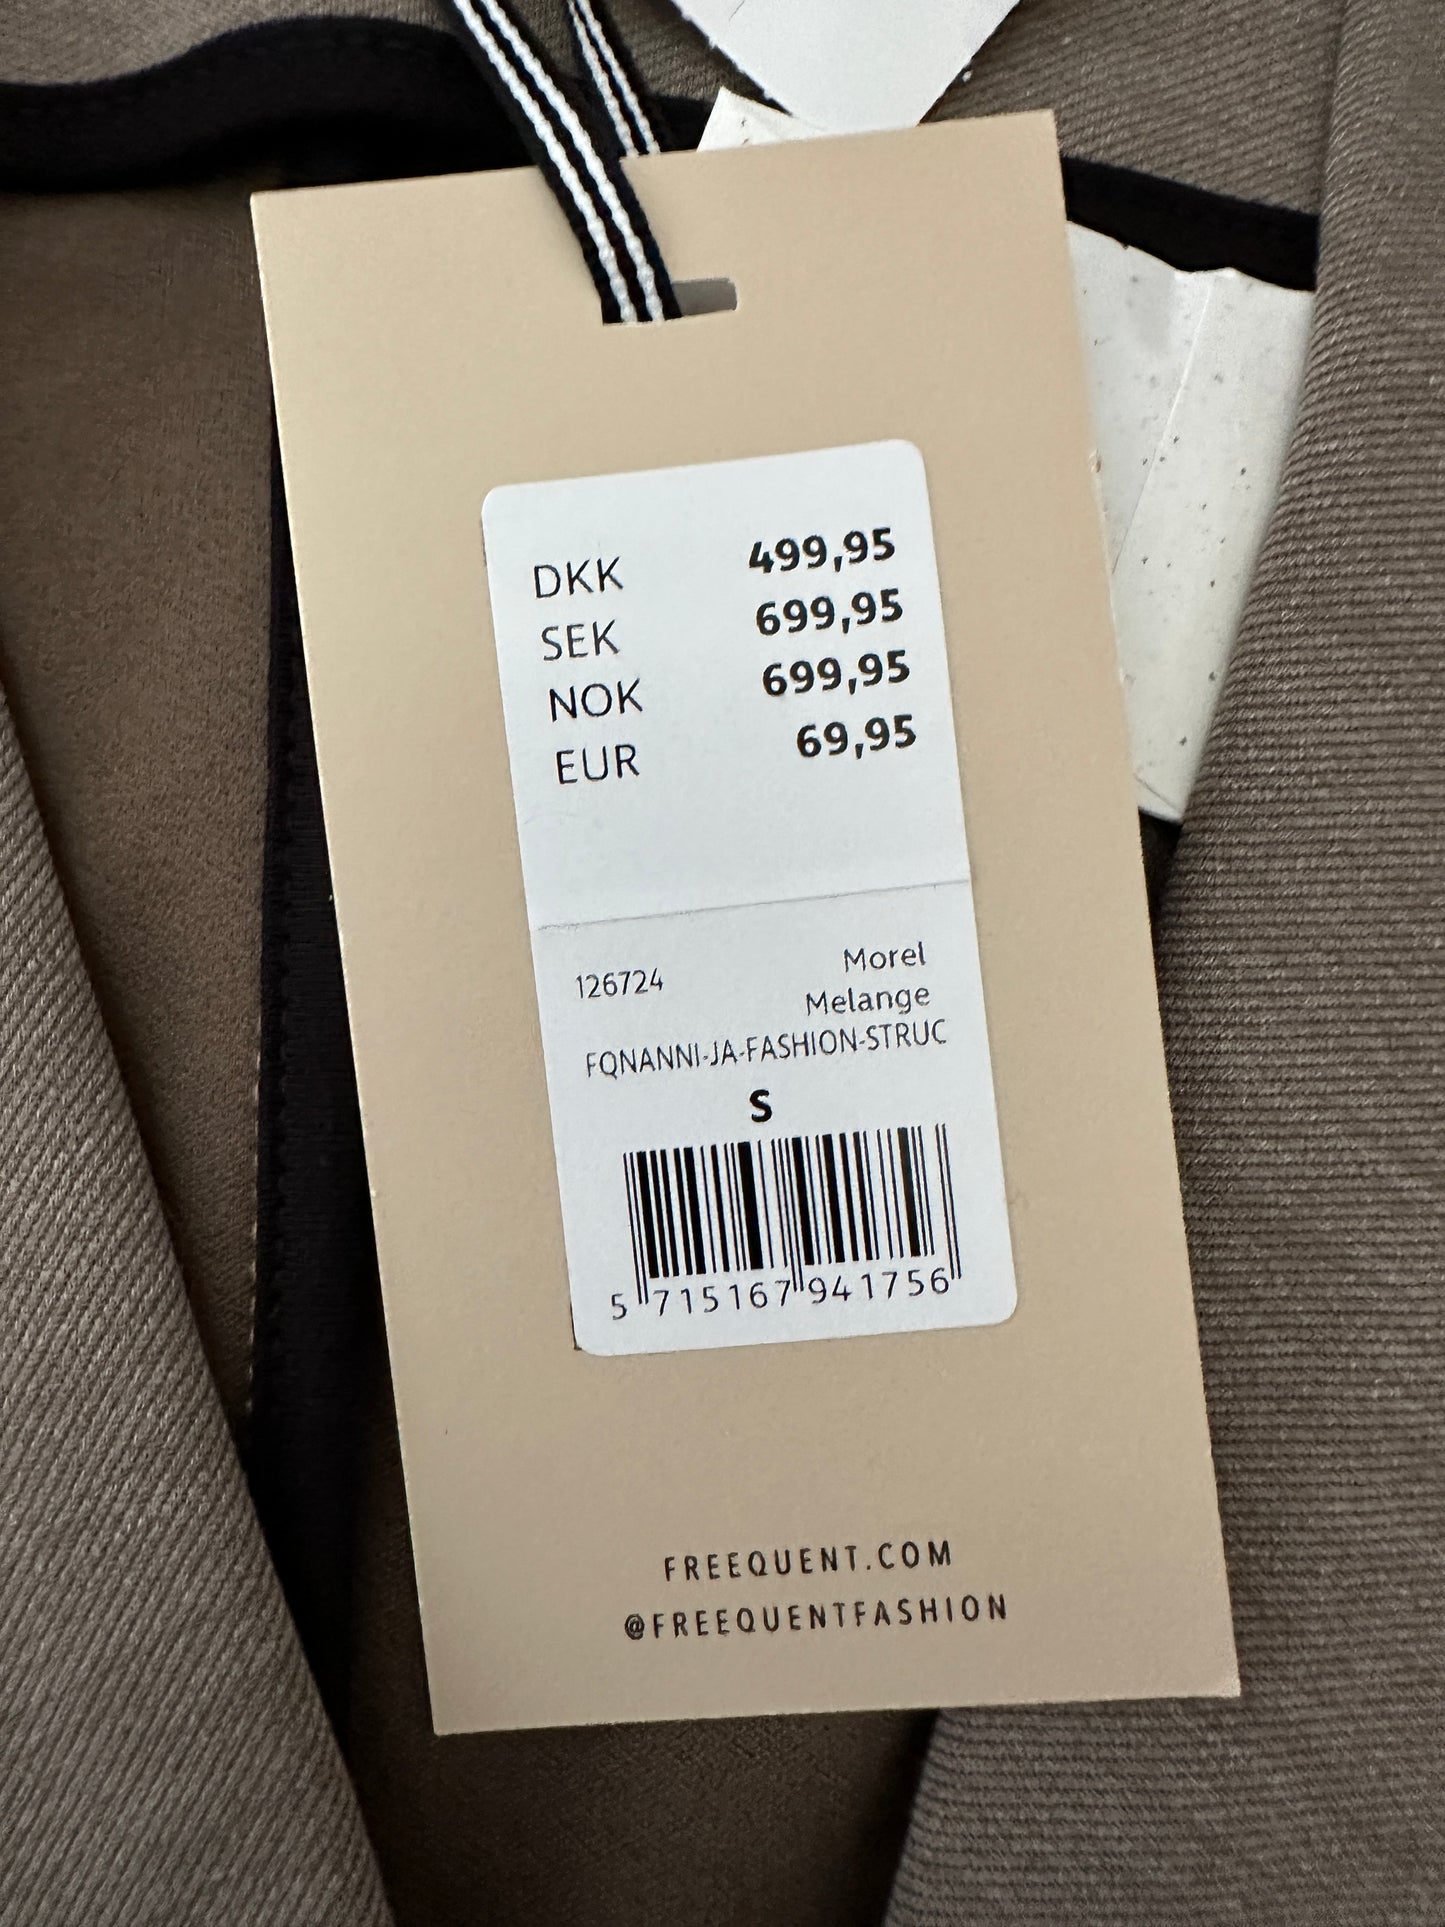 DKK 499,95
SEK 699,95
NOK 699,95
EUR 69,95
126724 Morel
Melange
FQNANNI-JA-FASHION-STRUC
S
5 715167 941756
FREEQUENT.COM
@FREEQUENTFASHION